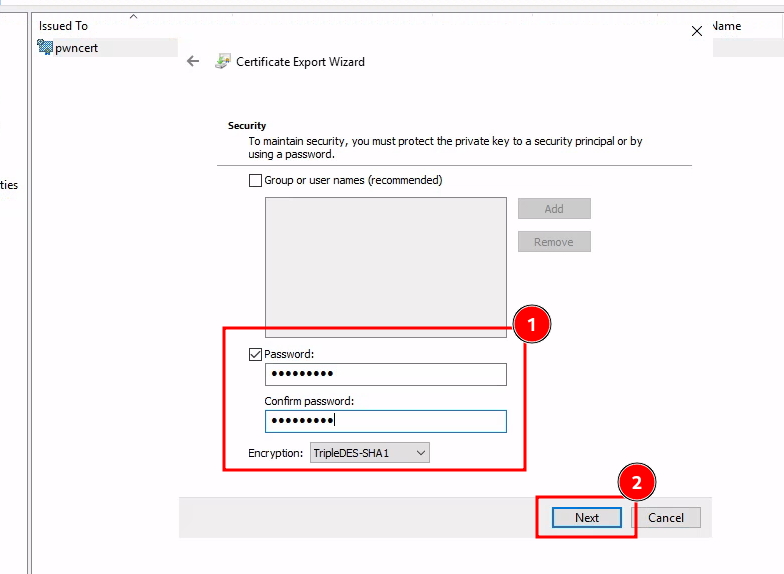 Issued To
Name
pwncert
Certificate Export Wizard
ties
Security
To maintain security, you must protect the private key to a security principal or by
using a password.
Group or user names (recommended)
Add
Remove
1
Password:
•••••••••
Confirm password:
•••••••••
Encryption: TripleDES-SHA1
2
Next Cancel